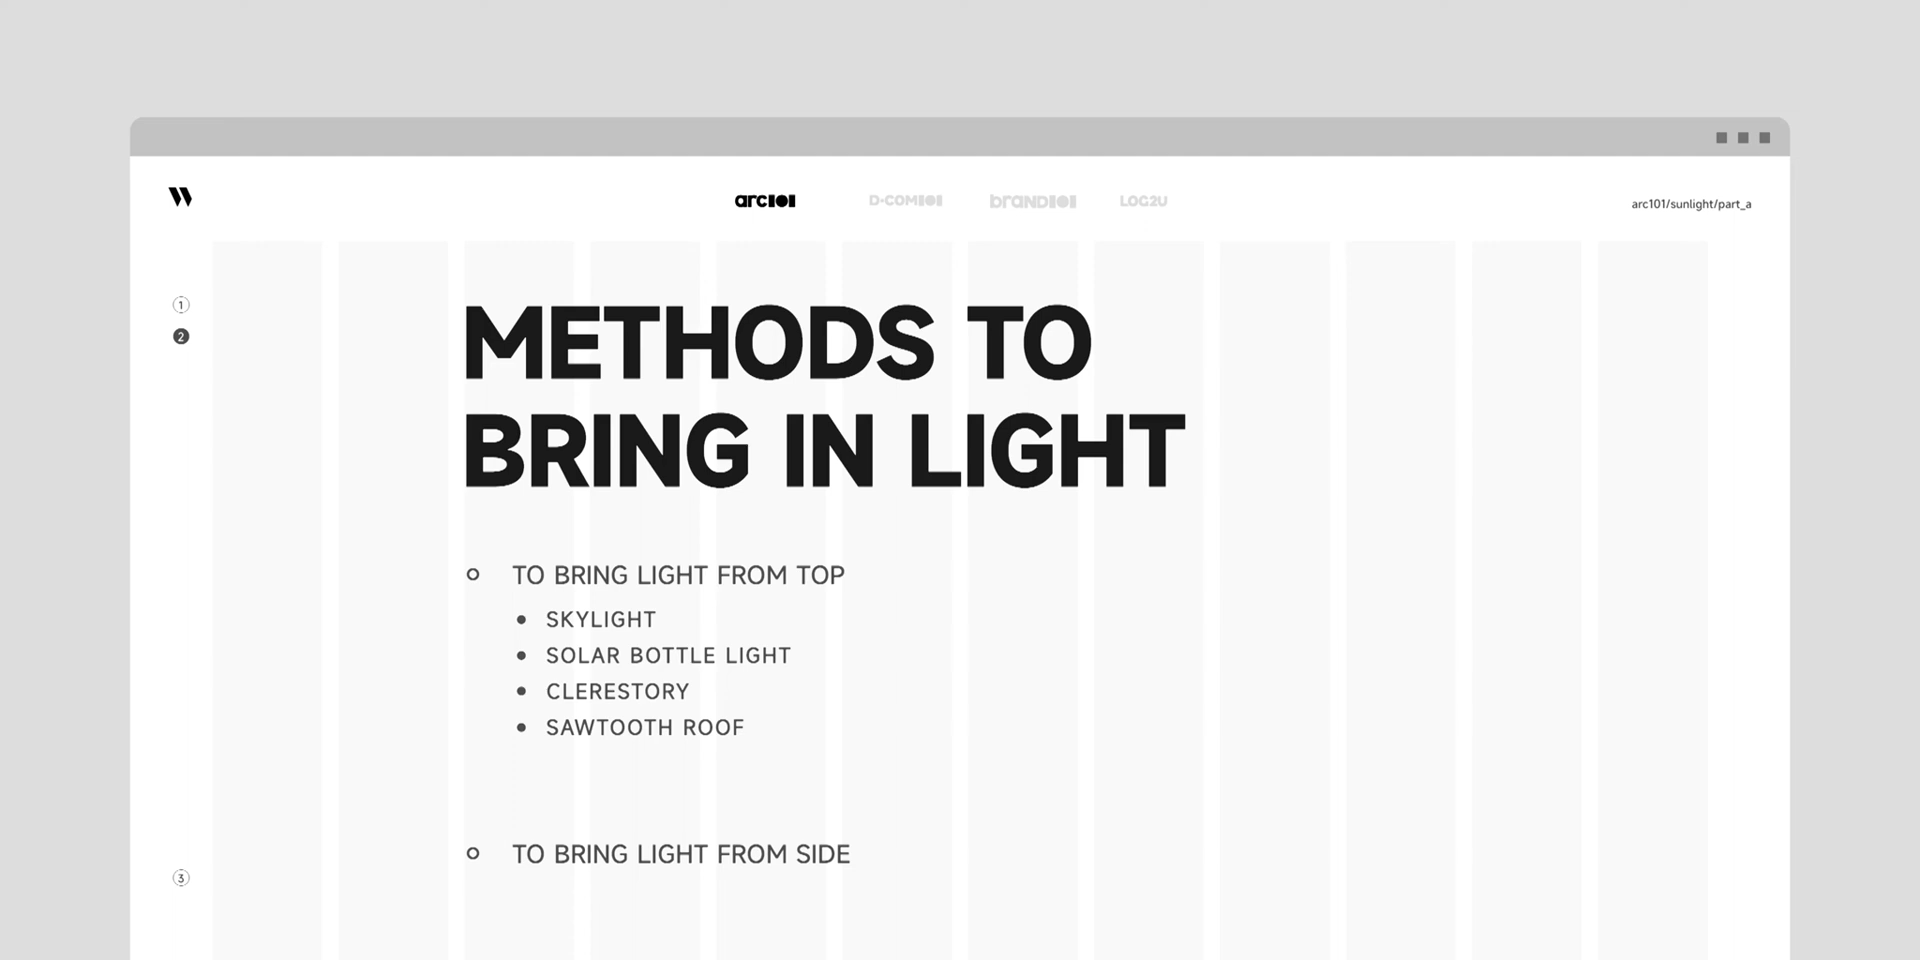 arc101
D·COM101
brAND101
LOG2U
arc101/sunlight/part_a
1
2
METHODS TO
BRING IN LIGHT
TO BRING LIGHT FROM TOP
SKYLIGHT
SOLAR BOTTLE LIGHT
CLERESTORY
SAWTOOTH ROOF
TO BRING LIGHT FROM SIDE
3